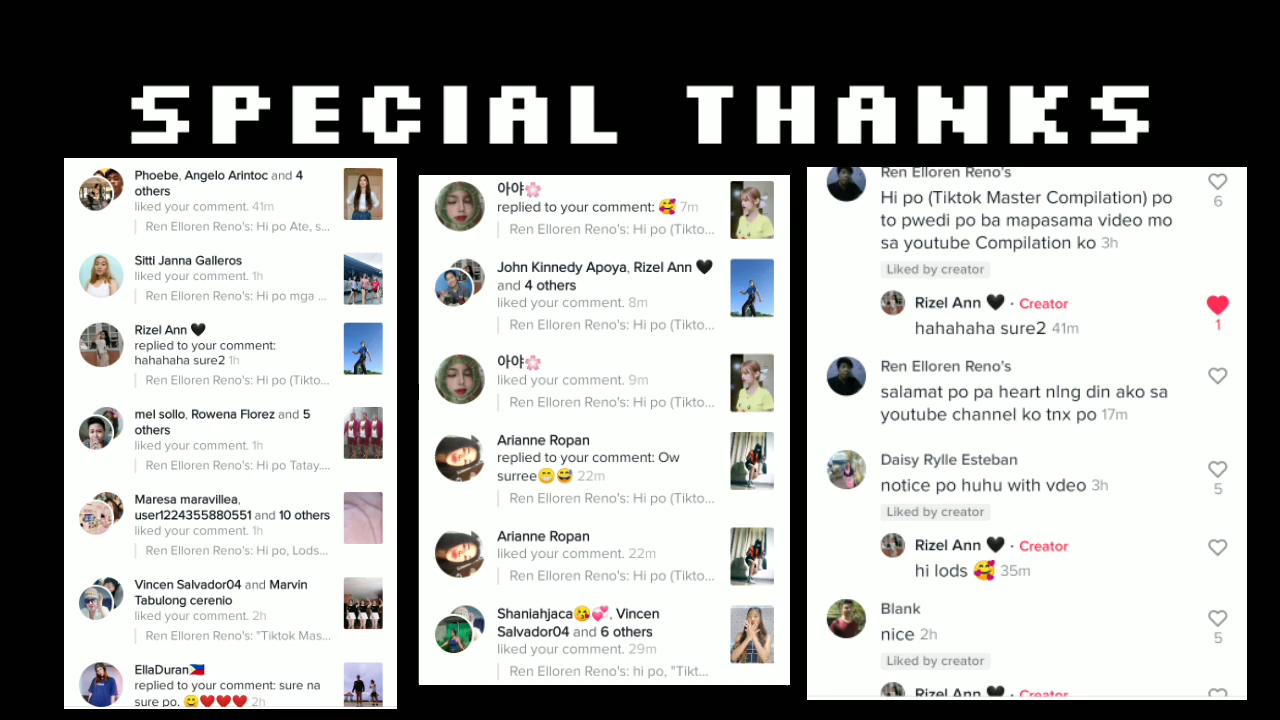 SPECIAL THANKS
Phoebe, Angelo Arintoc and 4
others
liked your comment. 41m
Ren Elloren Reno's: Hi po Ate, s...
Sitti Janna Galleros
liked your comment. 1h
Ren Elloren Reno's: Hi po mga ...
Rizel Ann 🖤
replied to your comment:
hahahaha sure2 1h
Ren Elloren Reno's: Hi po (Tikto...
mel sollo, Rowena Florez and 5
others
liked your comment. 1h
Ren Elloren Reno's: Hi po Tatay....
Maresa maravillea,
user1224355880551 and 10 others
liked your comment. 1h
Ren Elloren Reno's: Hi po, Lods...
Vincen Salvador04 and Marvin
Tabulong cerenio
liked your comment. 2h
Ren Elloren Reno's: "Tiktok Mas...
EllaDuran🇵🇭
replied to your comment: sure na
sure po. 😊❤️❤️❤️ 2h
아야🌸
replied to your comment: 🥰 7m
Ren Elloren Reno's: Hi po (Tikto...
John Kinnedy Apoya, Rizel Ann 🖤
and 4 others
liked your comment. 8m
Ren Elloren Reno's: Hi po (Tikto...
아야🌸
liked your comment. 9m
Ren Elloren Reno's: Hi po (Tikto...
Arianne Ropan
replied to your comment: Ow
surree😁😅 22m
Ren Elloren Reno's: Hi po (Tikto...
Arianne Ropan
liked your comment. 22m
Ren Elloren Reno's: Hi po (Tikto...
Shaniahjaca😘💞, Vincen
Salvador04 and 6 others
liked your comment. 29m
Ren Elloren Reno's: hi po, "Tikt...
Ren Elloren Reno's
Hi po (Tiktok Master Compilation) po
to pwedi po ba mapasama video mo
sa youtube Compilation ko 3h
6
Liked by creator
Rizel Ann 🖤 · Creator
hahahaha sure2 41m
1
Ren Elloren Reno's
salamat po pa heart nlng din ako sa
youtube channel ko tnx po 17m
Daisy Rylle Esteban
notice po huhu with vdeo 3h
5
Liked by creator
Rizel Ann 🖤 · Creator
hi lods 🥰 35m
Blank
nice 2h
5
Liked by creator
Rizel Ann 🖤 · Creator